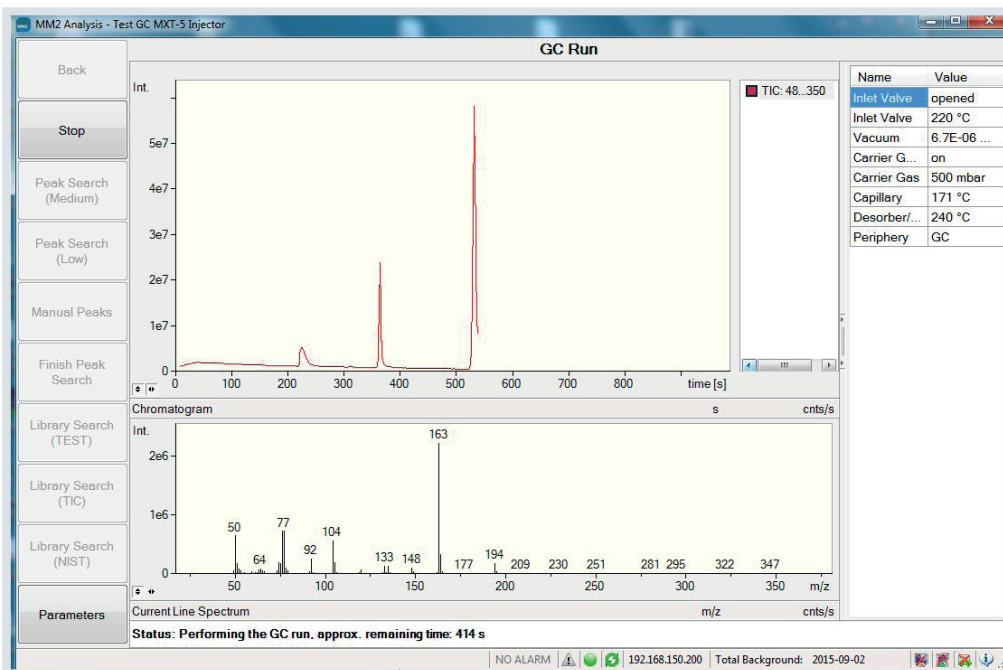 MM2 Analysis - Test GC MXT-5 Injector
GC Run
Back
Stop
Peak Search
(Medium)
Peak Search
(Low)
Manual Peaks
Finish Peak
Search
Library Search
(TEST)
Library Search
(TIC)
Library Search
(NIST)
Parameters
Int.
5e7
4e7
3e7
2e7
1e7
0
0 100 200 300 400 500 600 700 800 time [s]
TIC: 48...350
Chromatogram s cnts/s
Int.
2e6
1e6
0
50 64 77 92 104 133 148 163 177 194 209 230 251 281 295 322 347
50 100 150 200 250 300 350 m/z
Current Line Spectrum m/z cnts/s
Status: Performing the GC run, approx. remaining time: 414 s
Name Value
Inlet Valve opened
Inlet Valve 220 °C
Vacuum 6.7E-06 ...
Carrier G... on
Carrier Gas 500 mbar
Capillary 171 °C
Desorber/... 240 °C
Periphery GC
NO ALARM 192.168.150.200 Total Background: 2015-09-02